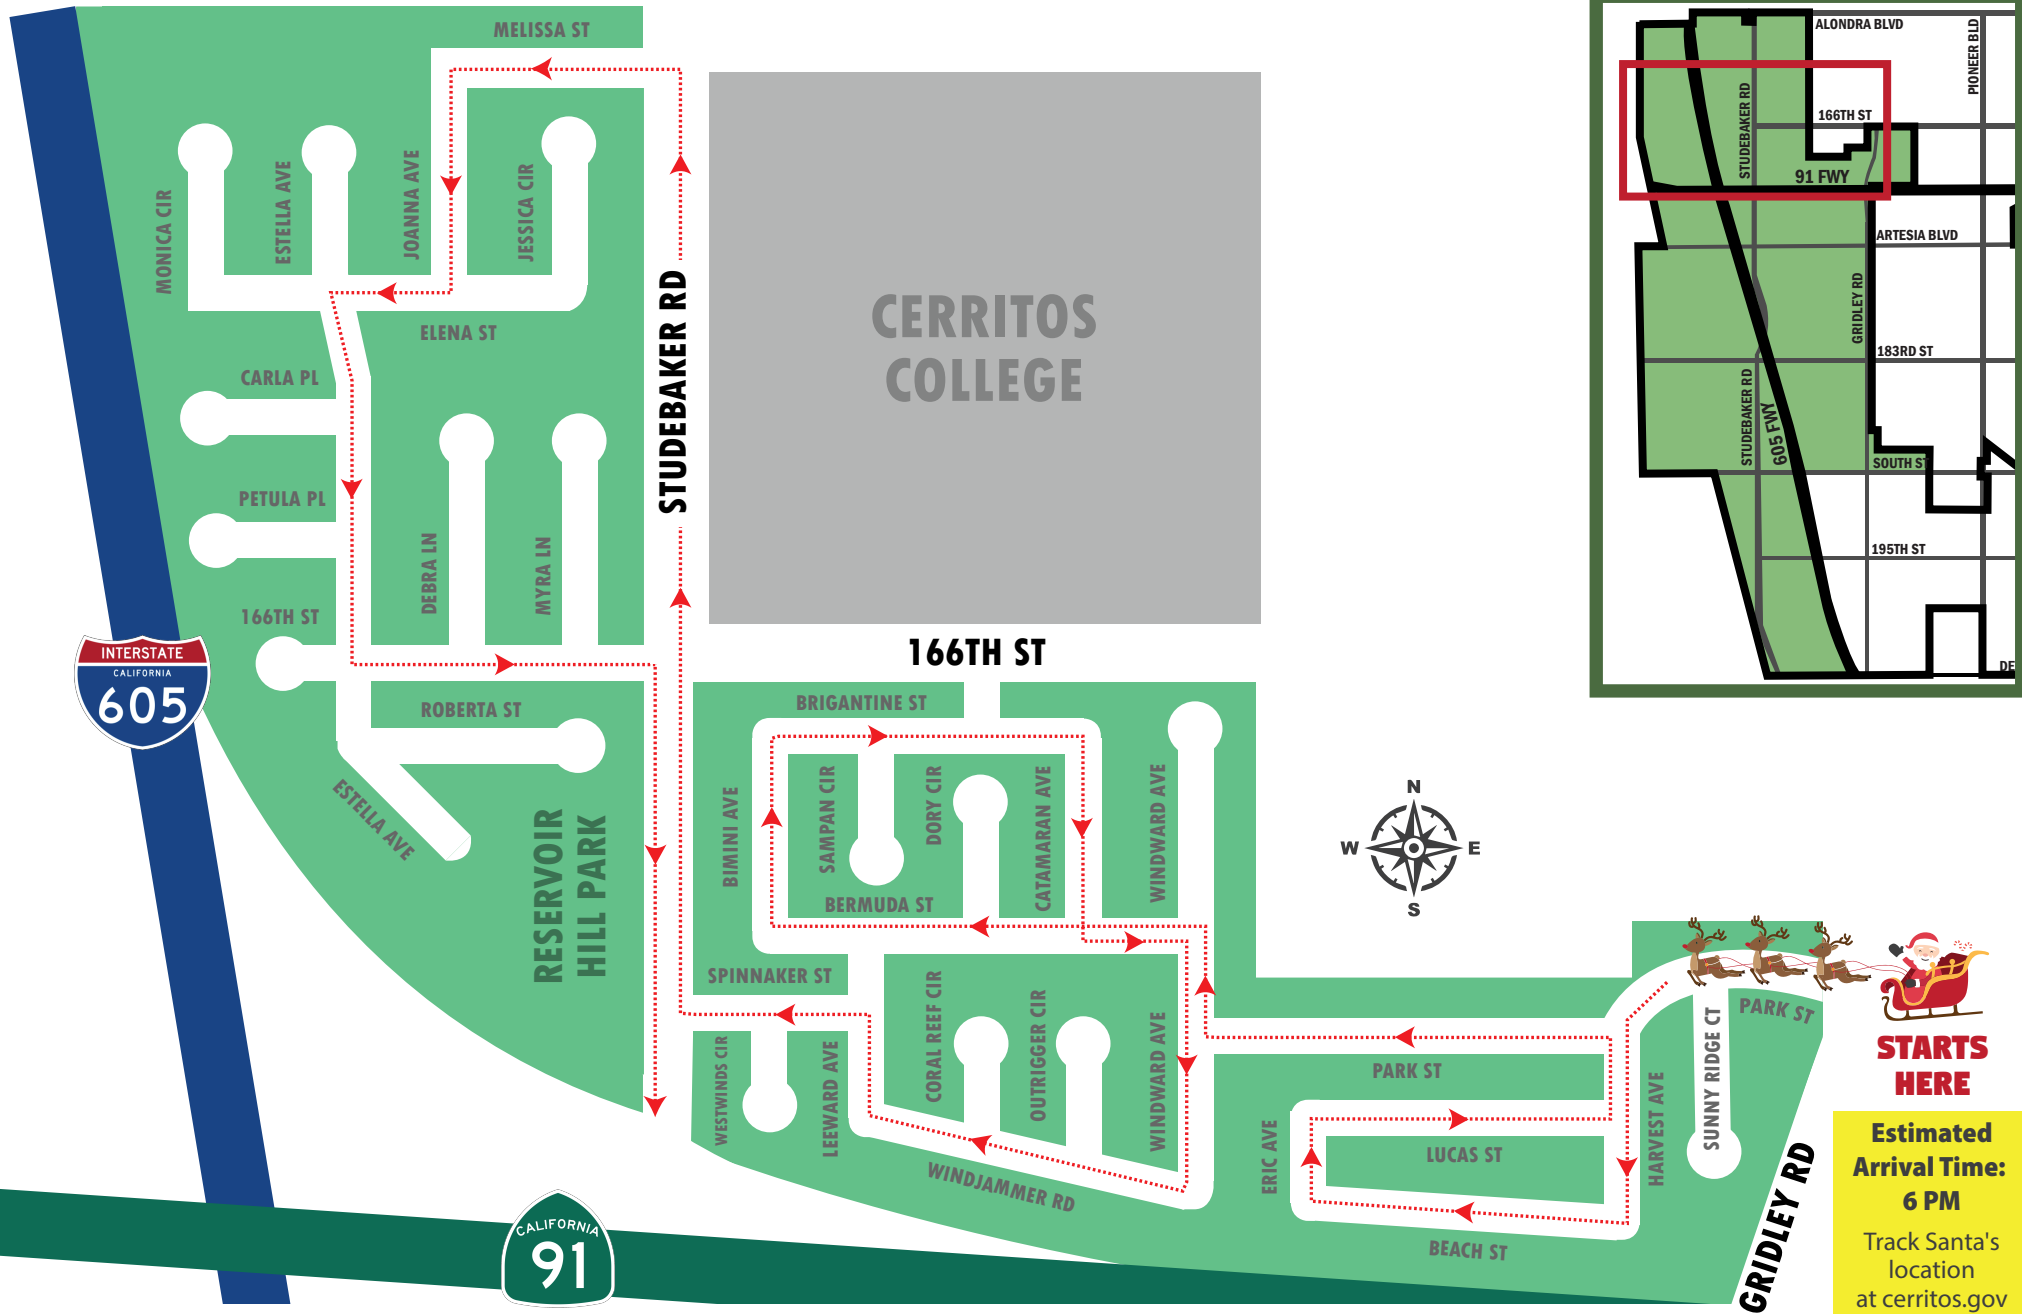 MELISSA ST
MONICA CIR
ESTELLA AVE
JOANNA AVE
JESSICA CIR
ELENA ST
CARLA PL
PETULA PL
166TH ST
DEBRA LN
MYRA LN
ROBERTA ST
ESTELLA AVE
RESERVOIR
HILL PARK
STUDEBAKER RD
CERRITOS
COLLEGE
166TH ST
INTERSTATE
CALIFORNIA
605
BRIGANTINE ST
BIMINI AVE
SAMPAN CIR
DORY CIR
CATAMARAN AVE
WINDWARD AVE
BERMUDA ST
SPINNAKER ST
WESTWINDS CIR
LEEWARD AVE
CORAL REEF CIR
OUTRIGGER CIR
WINDWARD AVE
WINDJAMMER RD
PARK ST
ERIC AVE
LUCAS ST
BEACH ST
HARVEST AVE
SUNNY RIDGE CT
PARK ST
GRIDLEY RD
CALIFORNIA
91
N
W
E
S
STARTS
HERE
Estimated
Arrival Time:
6 PM
Track Santa's
location
at cerritos.gov
ALONDRA BLVD
PIONEER BLD
STUDEBAKER RD
166TH ST
91 FWY
ARTESIA BLVD
GRIDLEY RD
183RD ST
STUDEBAKER RD
605 FWY
SOUTH ST
195TH ST
DE